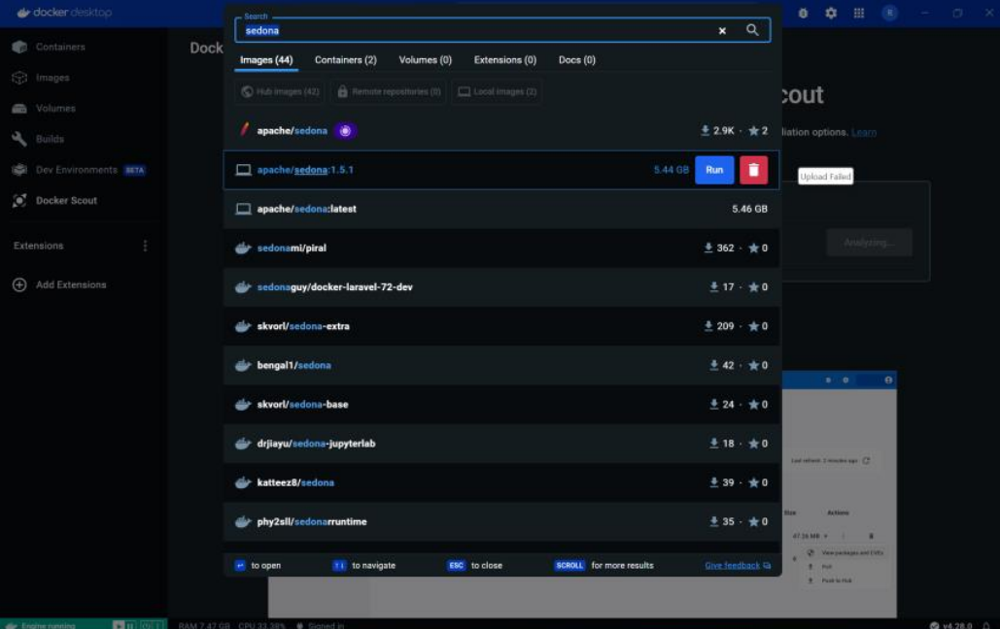 docker desktop
R
Search
sedona
Containers
Images
Volumes
Builds
Dev Environments BETA
Docker Scout
Extensions
Add Extensions
Dock
Images (44) Containers (2) Volumes (0) Extensions (0) Docs (0)
Hub images (42) Remote repositories (0) Local images (2)
apache/sedona 2.9K · 2
apache/sedona:1.5.1 5.44 GB Run
apache/sedona:latest 5.46 GB
sedonami/piral 362 · 0
sedonaguy/docker-laravel-72-dev 17 · 0
skvorl/sedona-extra 209 · 0
bengal1/sedona 42 · 0
skvorl/sedona-base 24 · 0
drjiayu/sedona-jupyterlab 18 · 0
katteez8/sedona 39 · 0
phy2sll/sedonarruntime 35 · 0
to open to navigate ESC to close SCROLL for more results Give feedback
cout
liation options. Learn
Upload Failed
Analyzing...
Last refresh: 2 minutes ago
Size Actions
47.26 MB
View packages and CVEs
Pull
Push to Hub
Engine running RAM 7.47 GB CPU 33.38% Signed in v4.28.0